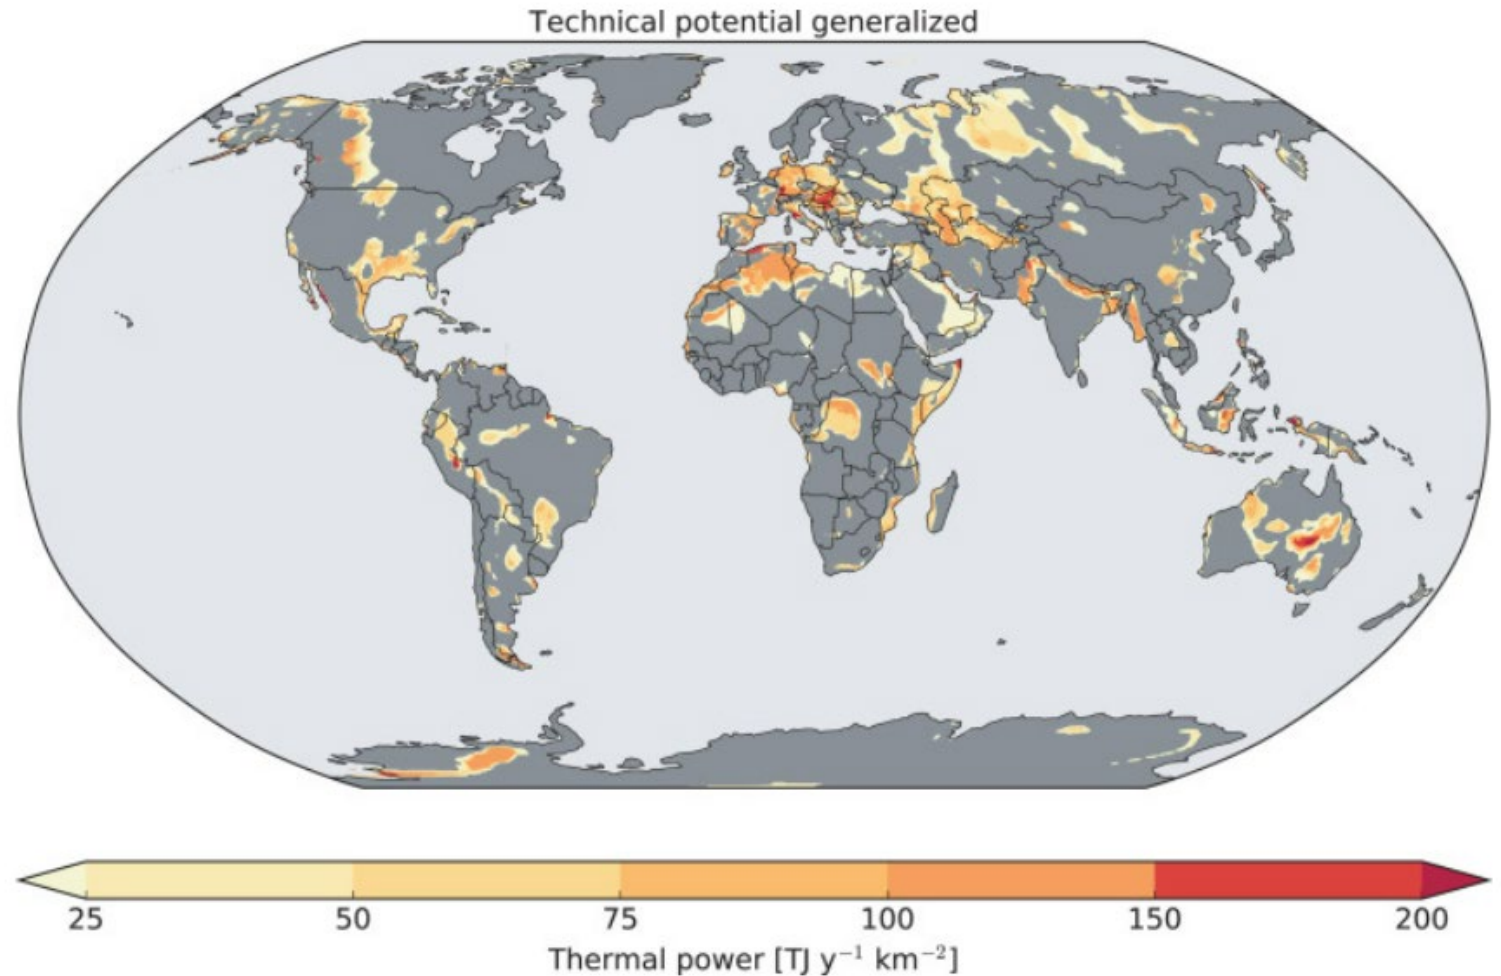 Technical potential generalized
25 50 75 100 150 200
Thermal power [TJ y⁻¹ km⁻²]